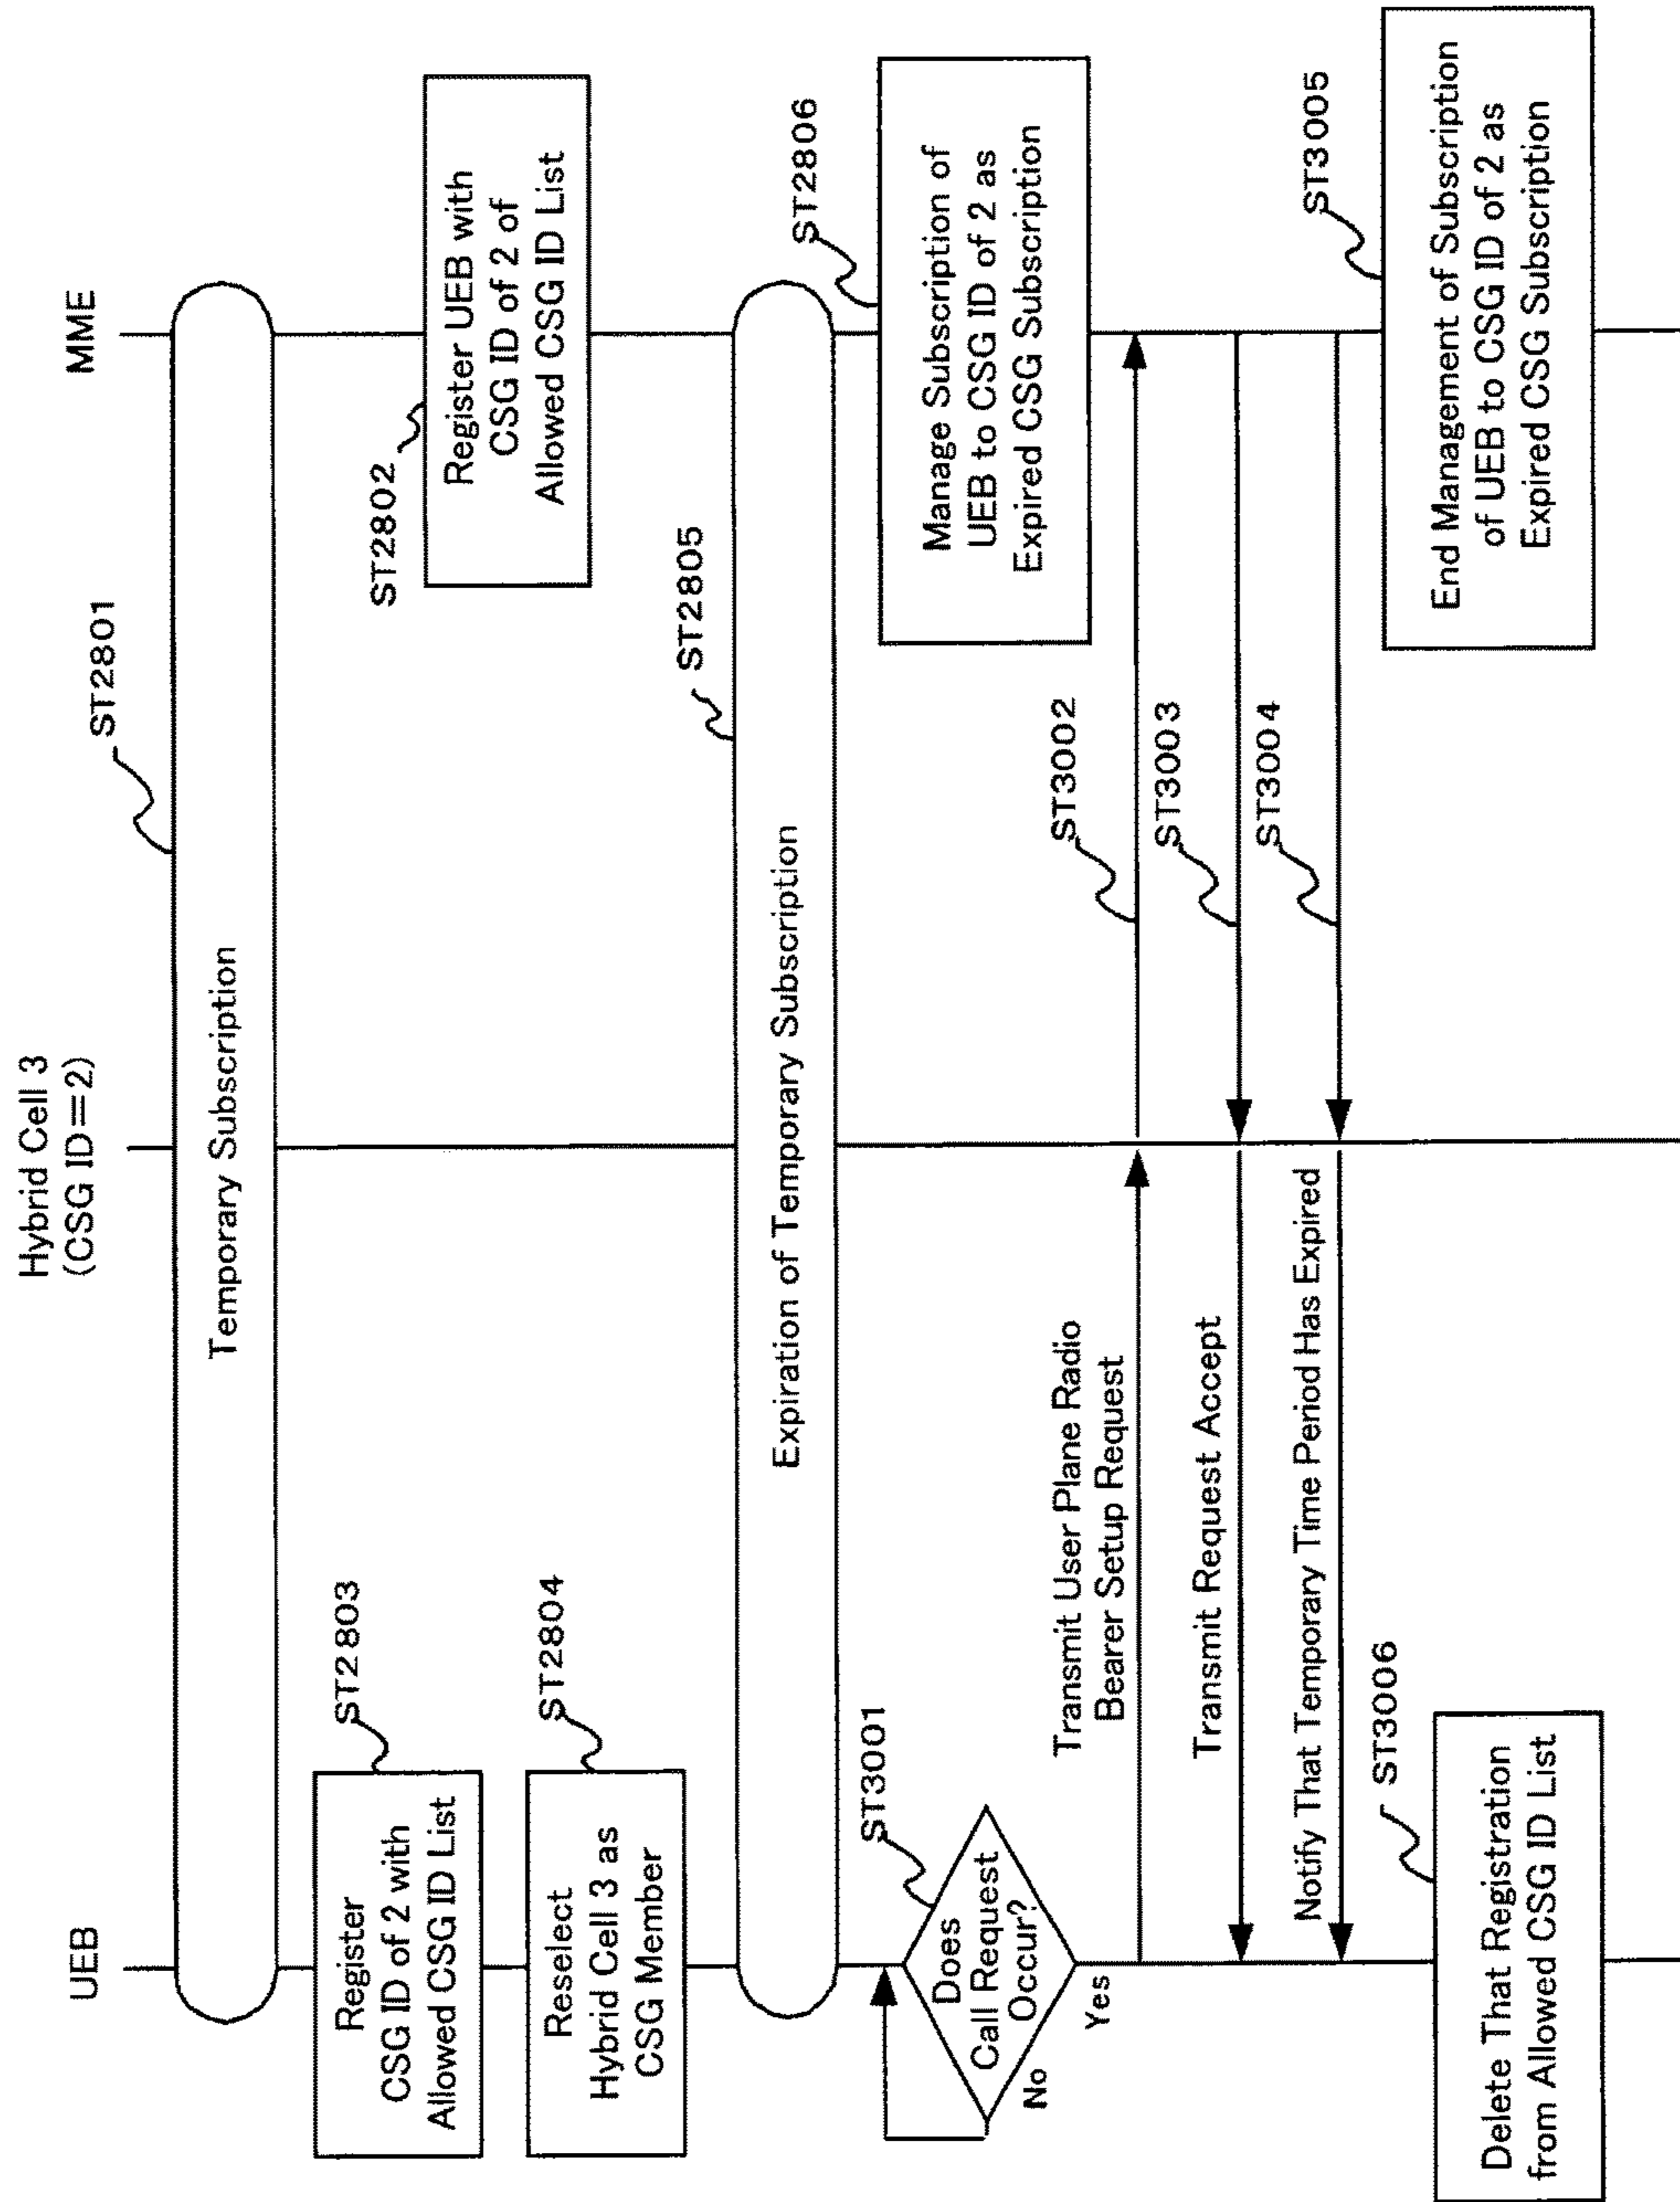 UEB
Hybrid Cell 3
(CSG ID=2)
MME
ST2801
Temporary Subscription
ST2802
Register UEB with
CSG ID of 2 of
Allowed CSG ID List
ST2803
Register
CSG ID of 2 with
Allowed CSG ID List
ST2804
Reselect
Hybrid Cell 3 as
CSG Member
ST2805
Expiration of Temporary Subscription
ST2806
Manage Subscription of
UEB to CSG ID of 2 as
Expired CSG Subscription
ST3001
Does
Call Request
Occur?
No
Yes
Transmit User Plane Radio
Bearer Setup Request
ST3002
Transmit Request Accept
ST3003
Notify That Temporary Time Period Has Expired
ST3004
ST3005
End Management of Subscription
of UEB to CSG ID of 2 as
Expired CSG Subscription
ST3006
Delete That Registration
from Allowed CSG ID List